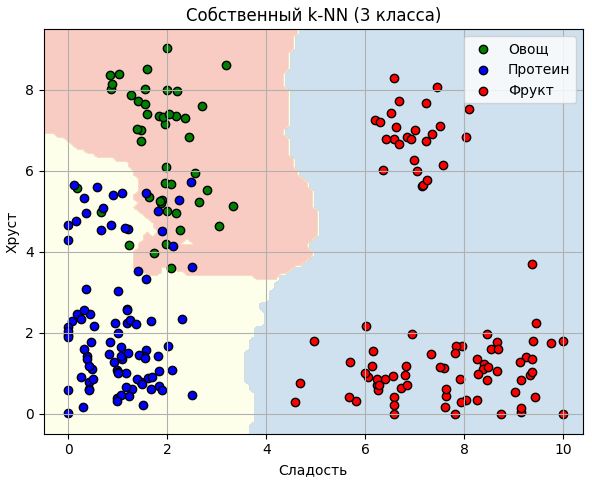 Собственный k-NN (3 класса)
Овощ
Протеин
Фрукт
Хруст
8
6
4
2
0
0
2
4
6
8
10
Сладость